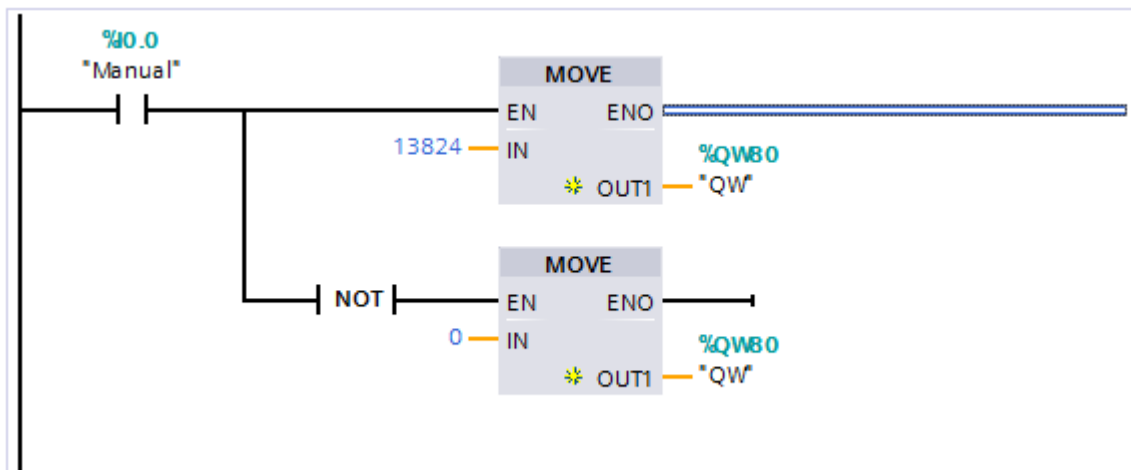 %I0.0
"Manual"
MOVE
EN ENO
13824 IN
%QW80
OUT1 "QW"
MOVE
NOT EN ENO
0 IN
%QW80
OUT1 "QW"